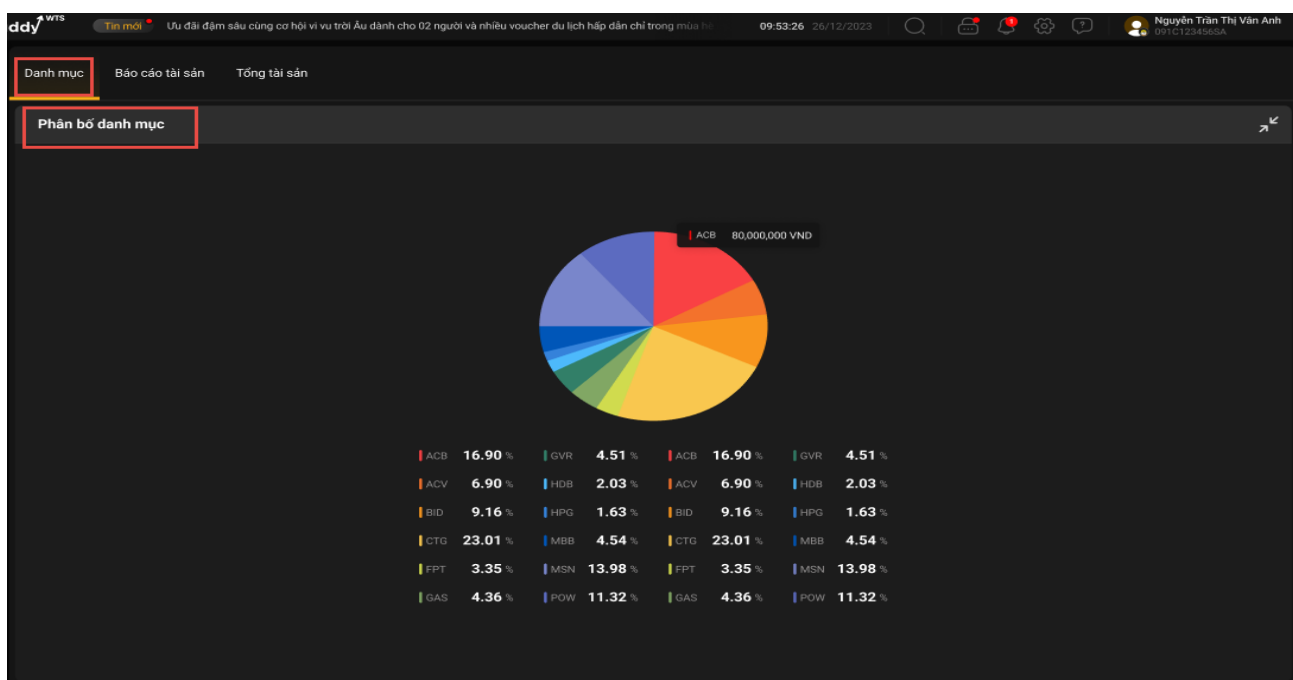 ddy WTS Tin mới Ưu đãi đậm sâu cùng cơ hội vi vu trời Âu dành cho 02 người và nhiều voucher du lịch hấp dẫn chỉ trong mùa 09:53:26 26/12/2023 Nguyễn Trần Thị Vân Anh
091C123456SA
Danh mục Báo cáo tài sản Tổng tài sản
Phân bố danh mục
ACB 80,000,000 VND
ACB 16.90 % GVR 4.51 % ACB 16.90 % GVR 4.51 %
ACV 6.90 % HDB 2.03 % ACV 6.90 % HDB 2.03 %
BID 9.16 % HPG 1.63 % BID 9.16 % HPG 1.63 %
CTG 23.01 % MBB 4.54 % CTG 23.01 % MBB 4.54 %
FPT 3.35 % MSN 13.98 % FPT 3.35 % MSN 13.98 %
GAS 4.36 % POW 11.32 % GAS 4.36 % POW 11.32 %